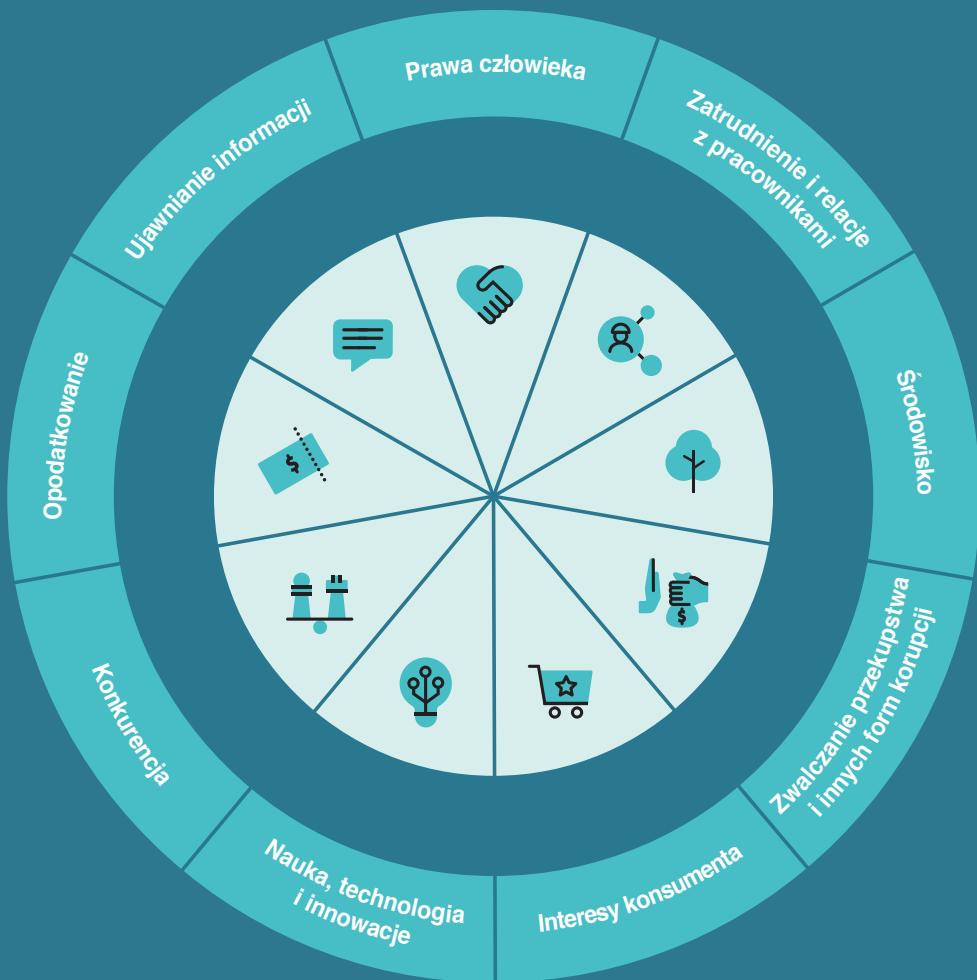 Prawa człowieka
Zatrudnienie i relacje
z pracownikami
Środowisko
Zwalczanie przekupstwa
i innych form korupcji
Interesy konsumenta
Nauka, technologia
i innowacje
Konkurencja
Opodatkowanie
Ujawnianie informacji
$
$